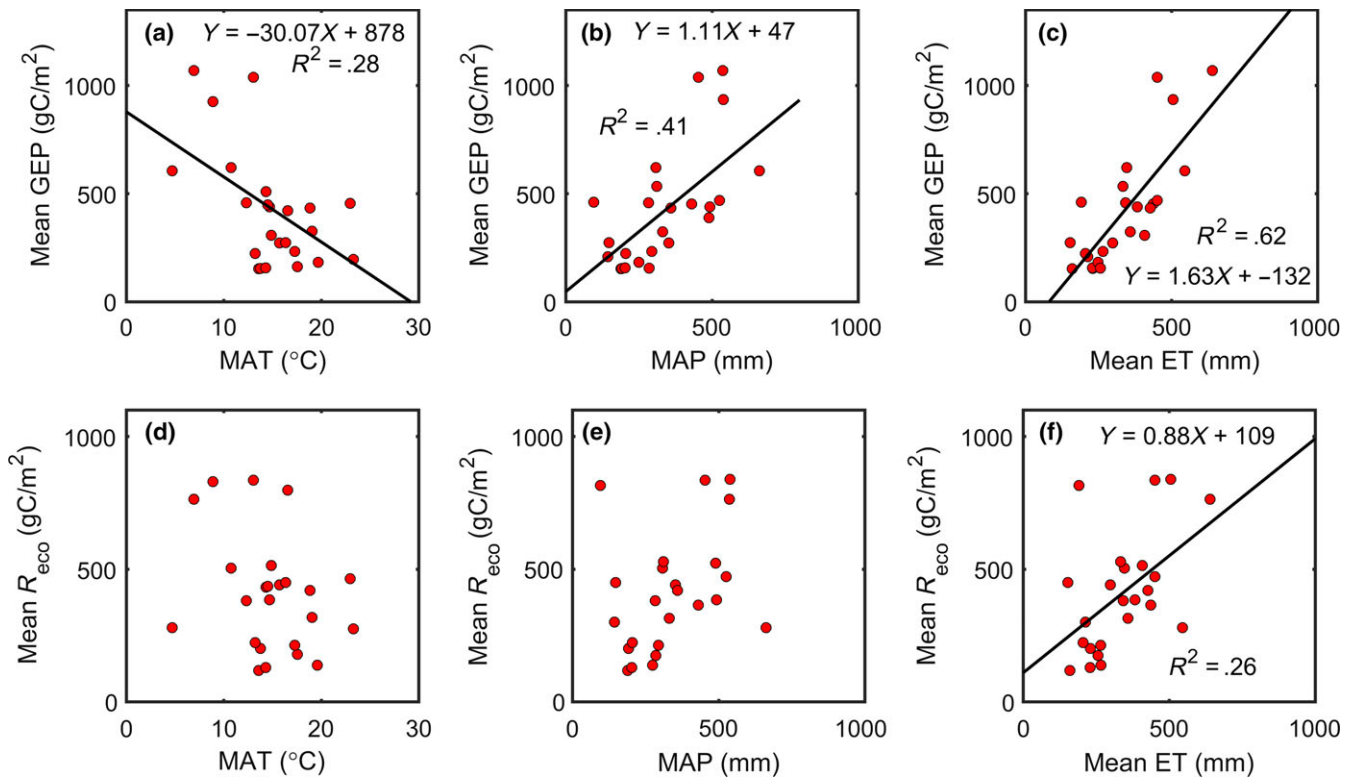 (a) Y = −30.07X + 878
R² = .28
Mean GEP (gC/m²)
1000
500
0
0 10 20 30
MAT (°C)
(b) Y = 1.11X + 47
R² = .41
Mean GEP (gC/m²)
1000
500
0
0 500 1000
MAP (mm)
(c)
R² = .62
Y = 1.63X + −132
Mean GEP (gC/m²)
1000
500
0
0 500 1000
Mean ET (mm)
(d)
Mean Reco (gC/m²)
1000
500
0
0 10 20 30
MAT (°C)
(e)
Mean Reco (gC/m²)
1000
500
0
0 500 1000
MAP (mm)
(f) Y = 0.88X + 109
R² = .26
Mean Reco (gC/m²)
1000
500
0
0 500 1000
Mean ET (mm)